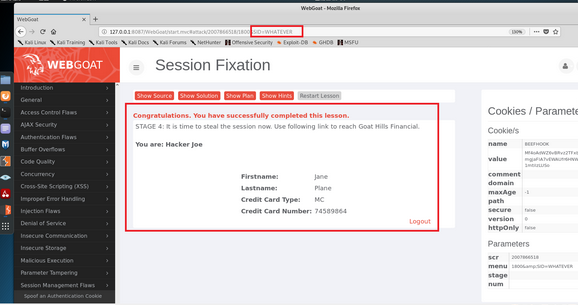 WebGoat - Mozilla Firefox
WebGoat
127.0.0.1:8087/WebGoat/start.mvc#attack/2007866518/1800&SID=WHATEVER
150%
Kali Linux
Kali Training
Kali Tools
Kali Docs
Kali Forums
NetHunter
Offensive Security
Exploit-DB
GHDB
MSFU
WEBGOAT
Session Fixation
Introduction
General
Access Control Flaws
AJAX Security
Authentication Flaws
Buffer Overflows
Code Quality
Concurrency
Cross-Site Scripting (XSS)
Improper Error Handling
Injection Flaws
Denial of Service
Insecure Communication
Insecure Storage
Malicious Execution
Parameter Tampering
Session Management Flaws
Spoof an Authentication Cookie
Show Source
Show Solution
Show Plan
Show Hints
Restart Lesson
Congratulations. You have successfully completed this lesson.
STAGE 4: It is time to steal the session now. Use following link to reach Goat Hills Financial.
You are: Hacker Joe
Firstname: Jane
Lastname: Plane
Credit Card Type: MC
Credit Card Number: 74589864
Logout
Cookies / Paramete
Cookie/s
name BEEFHOOK
value
comment
domain
maxAge -1
path
secure false
version 0
httpOnly false
Parameters
scr 2007866518
menu 1800&amp;SID=WHATEVER
stage
num